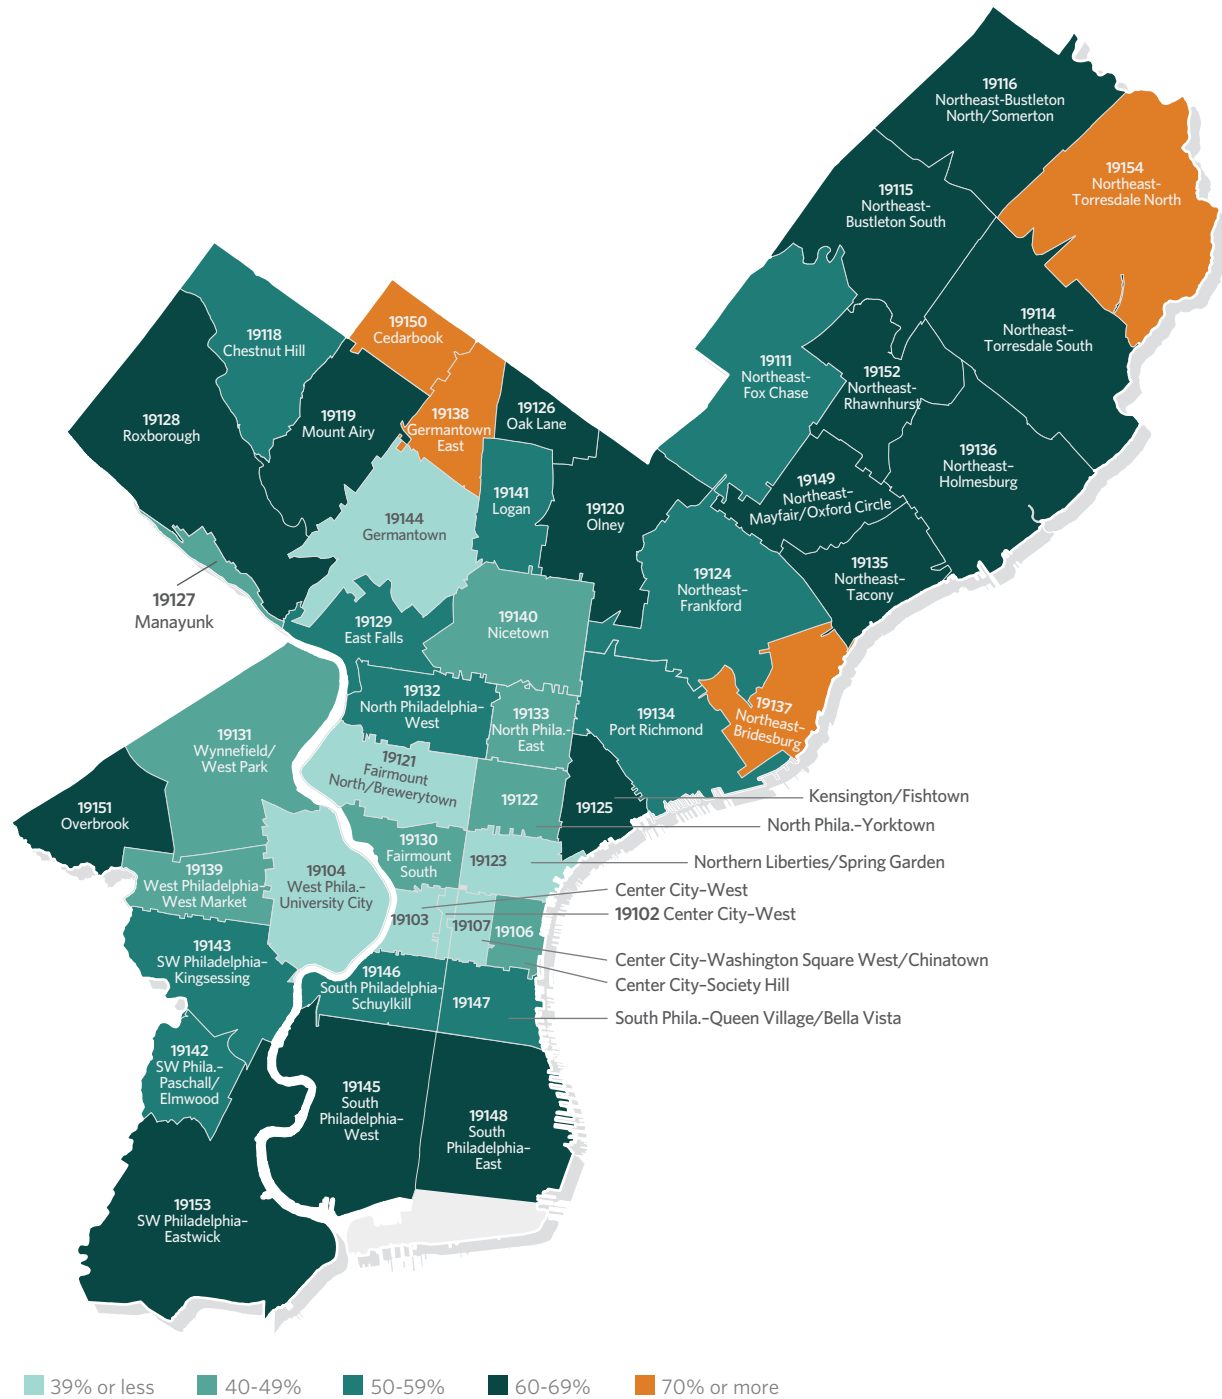 19116
Northeast-Bustleton
North/Somerton
19154
Northeast-
Torresdale North
19115
Northeast-
Bustleton South
19114
Northeast-
Torresdale South
19150
Cedarbook
19118
Chestnut Hill
19111
Northeast-
Fox Chase
19152
Northeast-
Rhawnhurst
19126
Oak Lane
19138
Germantown
East
19119
Mount Airy
19128
Roxborough
19136
Northeast-
Holmesburg
19149
Northeast-
Mayfair/Oxford Circle
19141
Logan
19120
Olney
19144
Germantown
19135
Northeast-
Tacony
19124
Northeast-
Frankford
19127
Manayunk
19129
East Falls
19140
Nicetown
19132
North Philadelphia-
West
19133
North Phila.-
East
19134
Port Richmond
19137
Northeast-
Bridesburg
19131
Wynnefield/
West Park
19121
Fairmount
North/Brewerytown
19122
19125
Kensington/Fishtown
North Phila.-Yorktown
19151
Overbrook
19130
Fairmount
South
19123
Northern Liberties/Spring Garden
19139
West Philadelphia-
West Market
19104
West Phila.-
University City
Center City-West
19102 Center City-West
19103
19107
19106
Center City-Washington Square West/Chinatown
Center City-Society Hill
19143
SW Philadelphia-
Kingsessing
19146
South Philadelphia-
Schuylkill
19147
South Phila.-Queen Village/Bella Vista
19142
SW Phila.-
Paschall/
Elmwood
19145
South
Philadelphia-
West
19148
South
Philadelphia-
East
19153
SW Philadelphia-
Eastwick
39% or less
40-49%
50-59%
60-69%
70% or more